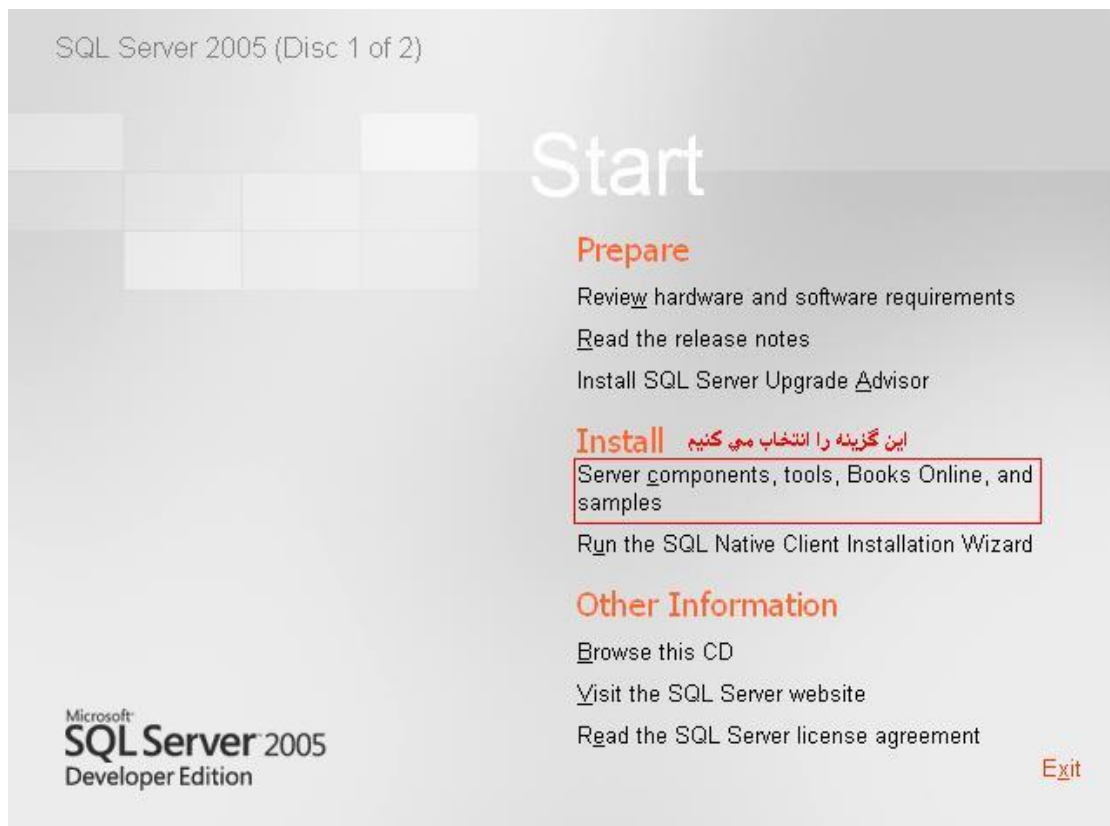 SQL Server 2005 (Disc 1 of 2)
Start
Prepare
Review hardware and software requirements
Read the release notes
Install SQL Server Upgrade Advisor
Install این گزینه را انتخاب مي کنیم
Server components, tools, Books Online, and
samples
Run the SQL Native Client Installation Wizard
Other Information
Browse this CD
Visit the SQL Server website
Read the SQL Server license agreement
Exit
Microsoft
SQL Server 2005
Developer Edition